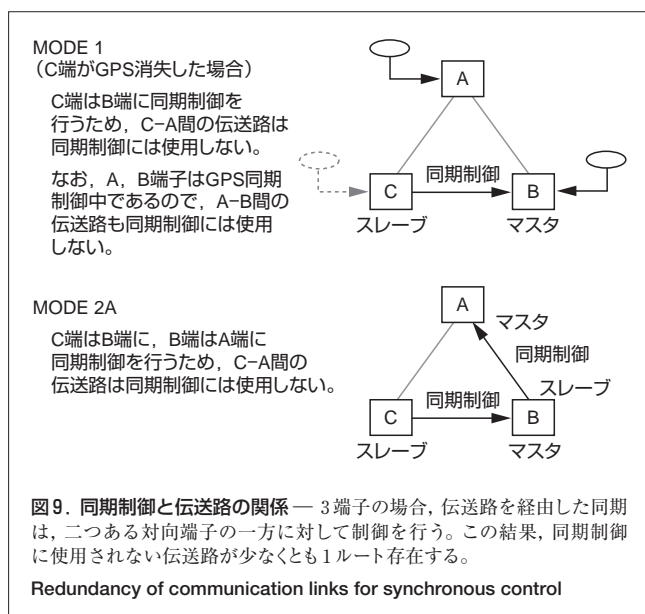 MODE 1
（C端がGPS消失した場合）
C端はB端に同期制御を
行うため，C−A間の伝送路は
同期制御には使用しない。
なお，A，B端子はGPS同期
制御中であるので，A−B間の
伝送路も同期制御には使用
しない。
A
同期制御
C
B
スレーブ
マスタ
MODE 2A
C端はB端に，B端はA端に
同期制御を行うため，C−A間の
伝送路は同期制御には使用しない。
A
マスタ
同期制御
スレーブ
同期制御
C
B
スレーブ
マスタ
図9．同期制御と伝送路の関係 — 3端子の場合，伝送路を経由した同期
は，二つある対向端子の一方に対して制御を行う。この結果，同期制御
に使用されない伝送路が少なくとも1ルート存在する。
Redundancy of communication links for synchronous control